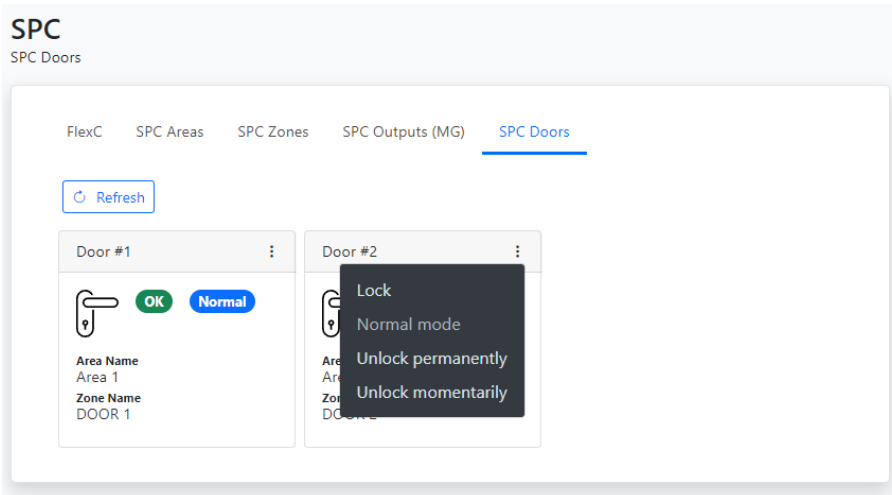 SPC
SPC Doors
FlexC SPC Areas SPC Zones SPC Outputs (MG) SPC Doors
Refresh
Door #1
OK Normal
Area Name
Area 1
Zone Name
DOOR 1
Door #2
Lock
Normal mode
Unlock permanently
Unlock momentarily